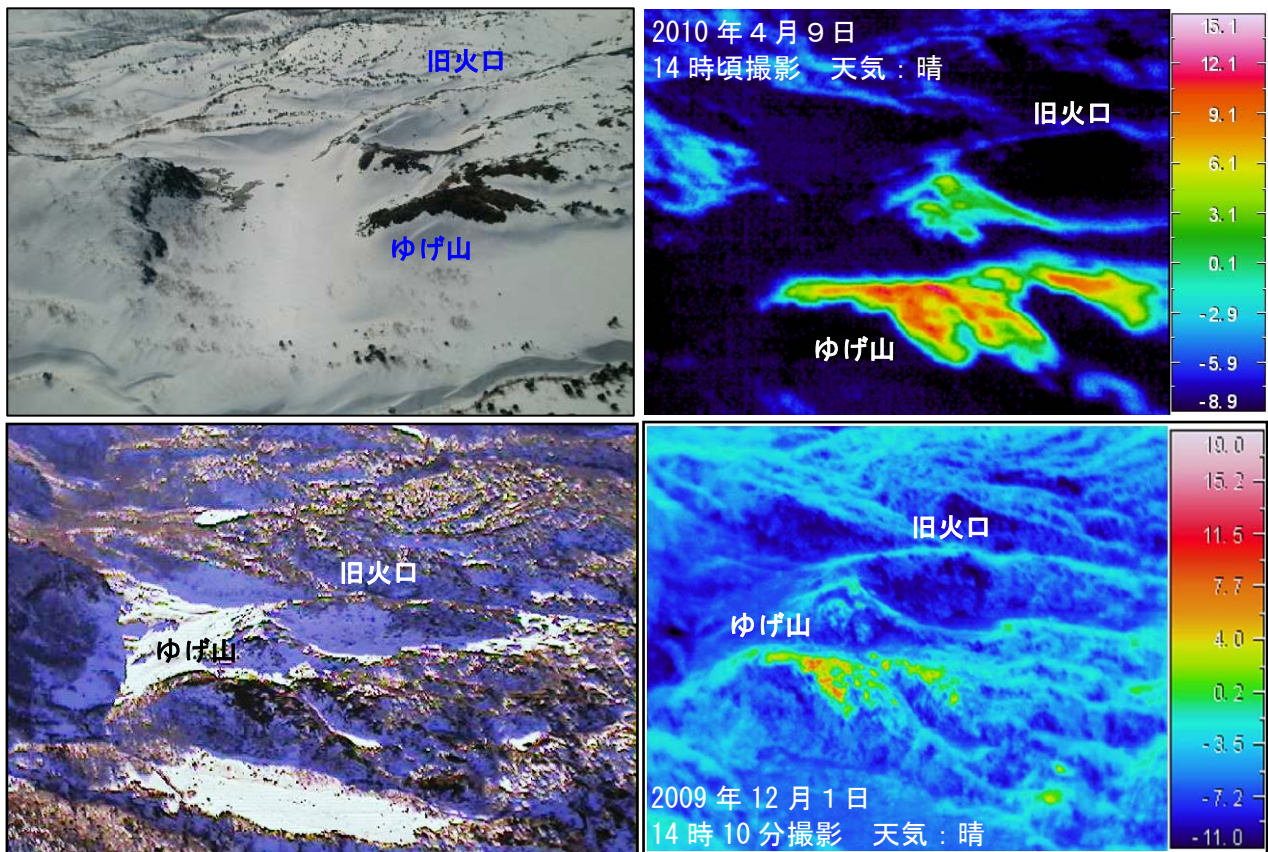 旧火口
ゆげ山
2010年4月9日
14時頃撮影　天気：晴
旧火口
ゆげ山
15.1
12.1
9.1
6.1
3.1
0.1
-2.9
-5.9
-8.9
旧火口
ゆげ山
旧火口
ゆげ山
2009年12月1日
14時10分撮影　天気：晴
19.0
15.2
11.5
7.7
4.0
0.2
-3.5
-7.2
-11.0